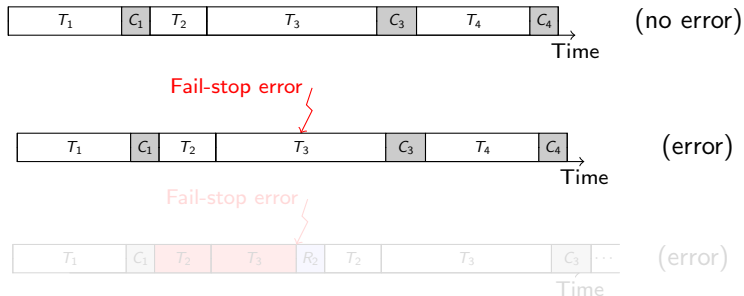 T1 C1 T2 T3 C3 T4 C4 (no error)
Time
Fail-stop error
T1 C1 T2 T3 C3 T4 C4 (error)
Time
Fail-stop error
T1 C1 T2 T3 R2 T2 T3 C3 ... (error)
Time